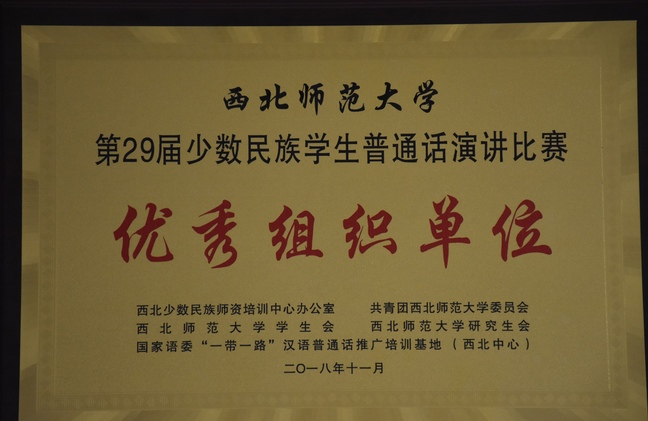 西北师范大学
第29届少数民族学生普通话演讲比赛
优秀组织单位
西北少数民族师资培训中心办公室 共青团西北师范大学委员会
西北师范大学学生会 西北师范大学研究生会
国家语委“一带一路”汉语普通话推广培训基地（西北中心）
二〇一八年十一月